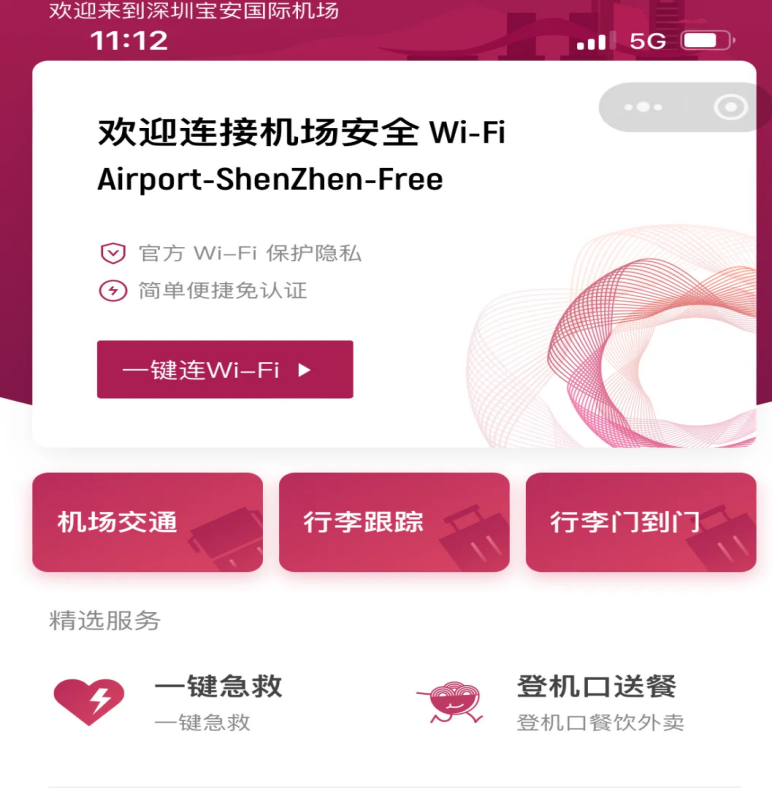 欢迎来到深圳宝安国际机场
11:12
5G
欢迎连接机场安全 Wi-Fi
Airport-ShenZhen-Free
官方 Wi-Fi 保护隐私
简单便捷免认证
一键连Wi-Fi
机场交通
行李跟踪
行李门到门
精选服务
一键急救
登机口送餐
一键急救
登机口餐饮外卖